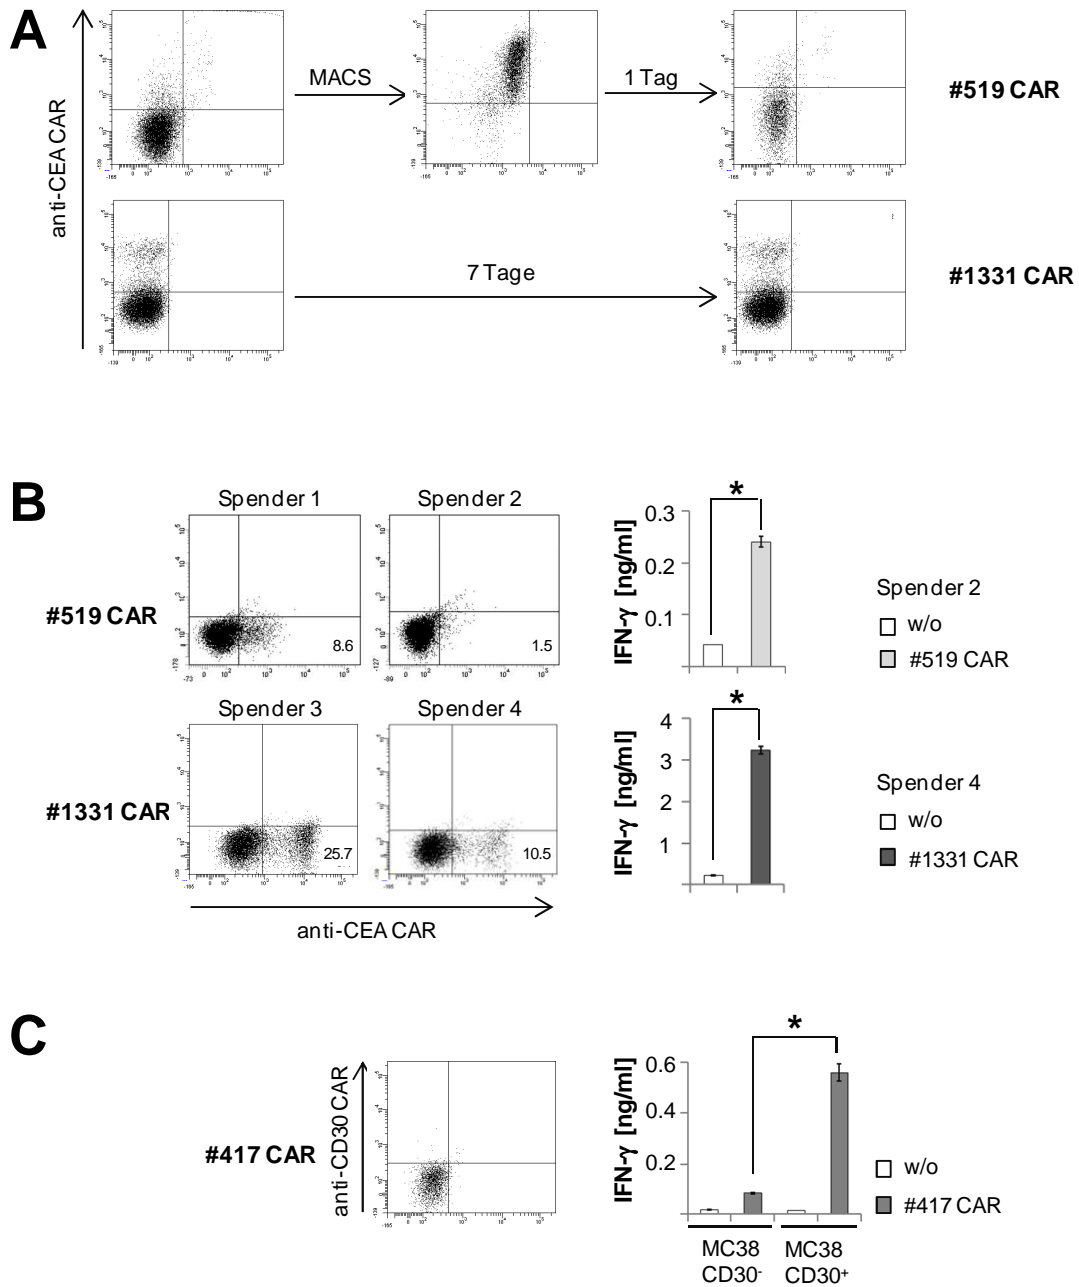 A
anti-CEA CAR
MACS
1 Tag
#519 CAR
7 Tage
#1331 CAR
B
Spender 1
Spender 2
#519 CAR
8.6
1.5
IFN-γ [ng/ml]
0.3
0.2
0.1
*
Spender 2
w/o
#519 CAR
Spender 3
Spender 4
#1331 CAR
25.7
10.5
anti-CEA CAR
IFN-γ [ng/ml]
4
3
2
1
*
Spender 4
w/o
#1331 CAR
C
#417 CAR
anti-CD30 CAR
IFN-γ [ng/ml]
0.6
0.4
0.2
*
w/o
#417 CAR
MC38 MC38
CD30- CD30+